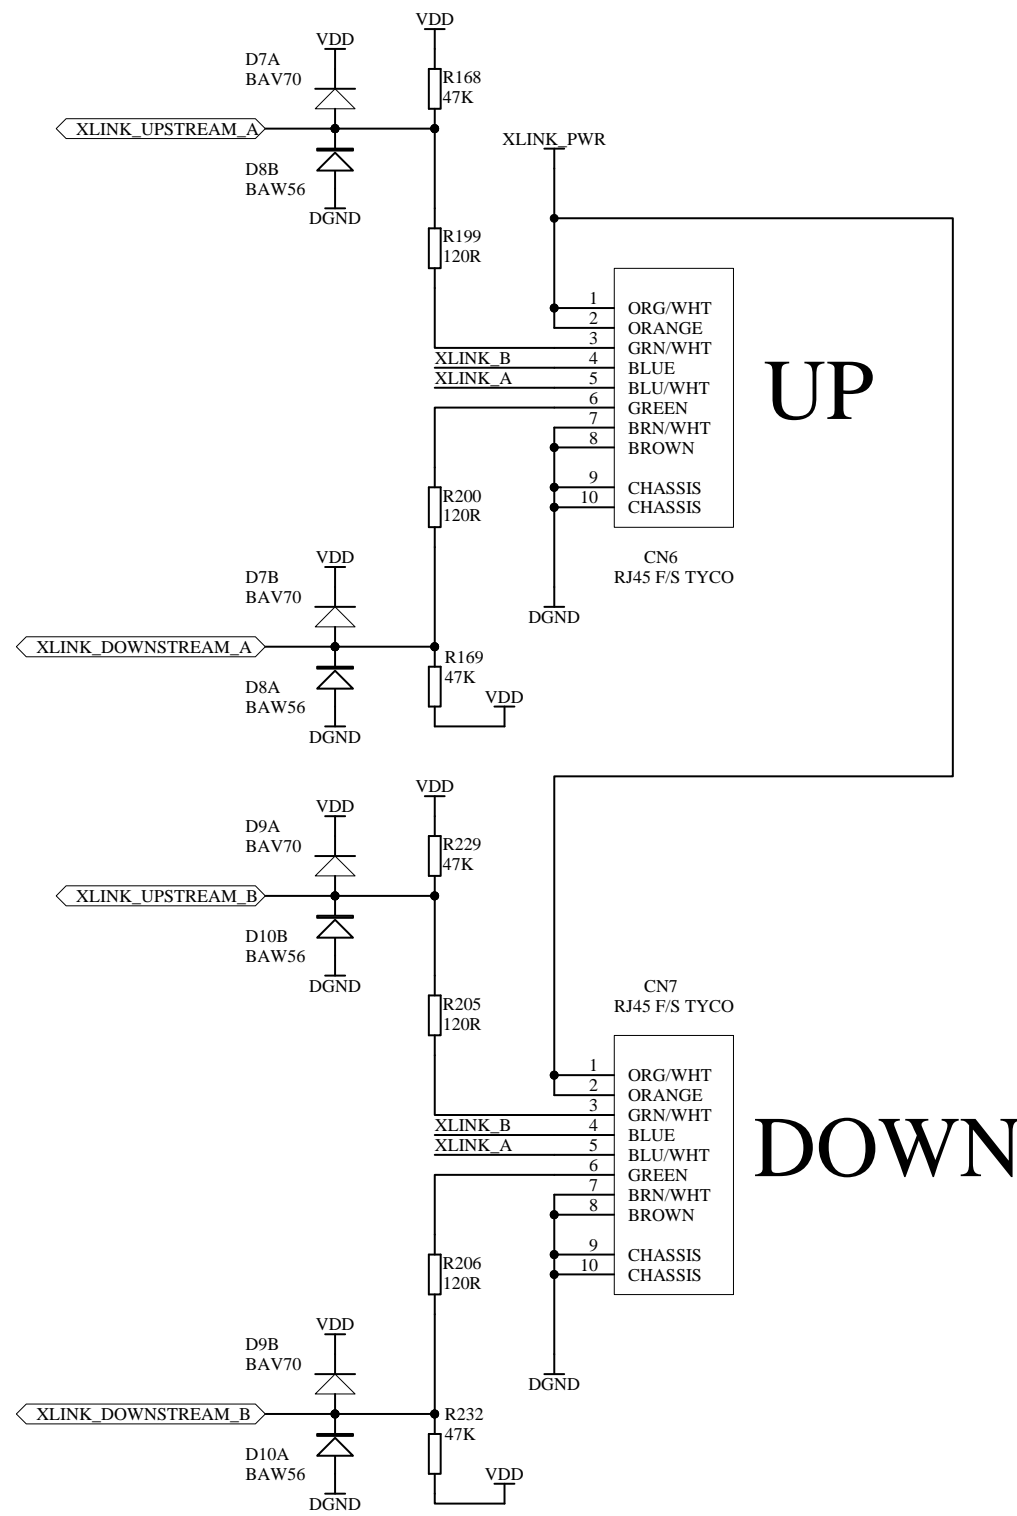 VDD
VDD
D7A
BAV70
R168
47K
XLINK_UPSTREAM_A
XLINK_PWR
D8B
BAW56
DGND
R199
120R
1 ORG/WHT
2 ORANGE
3 GRN/WHT
XLINK_B 4 BLUE
XLINK_A 5 BLU/WHT
6 GREEN
7 BRN/WHT
8 BROWN
9 CHASSIS
10 CHASSIS
UP
R200
120R
CN6
RJ45 F/S TYCO
VDD
D7B
BAV70
DGND
XLINK_DOWNSTREAM_A
R169
47K
D8A
BAW56
VDD
DGND
VDD
VDD
D9A
BAV70
R229
47K
XLINK_UPSTREAM_B
D10B
BAW56
DGND
CN7
RJ45 F/S TYCO
R205
120R
1 ORG/WHT
2 ORANGE
3 GRN/WHT
XLINK_B 4 BLUE
XLINK_A 5 BLU/WHT
6 GREEN
7 BRN/WHT
8 BROWN
9 CHASSIS
10 CHASSIS
DOWN
R206
120R
VDD
D9B
BAV70
DGND
XLINK_DOWNSTREAM_B
R232
47K
D10A
BAW56
VDD
DGND